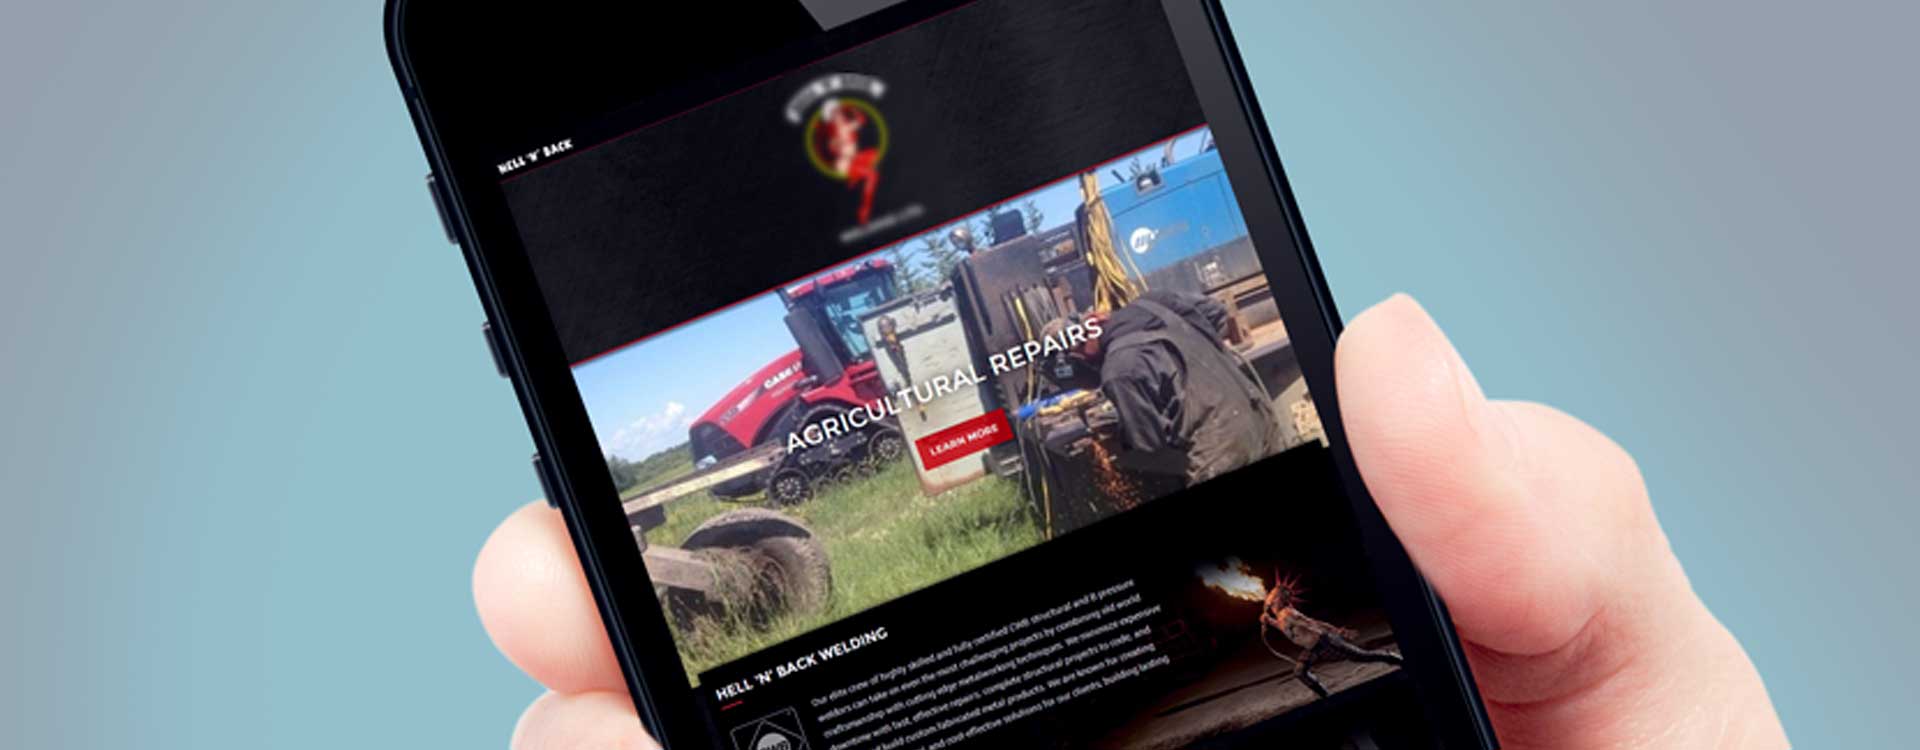 HELL 'N' BACK
CASE
AGRICULTURAL REPAIRS
LEARN MORE
HELL 'N' BACK WELDING
Our elite crew of highly skilled and fully certified CWB structural and B pressure
welders can take on even the most challenging projects by combining old world
craftsmanship with cutting edge metalworking techniques. We minimize expensive
downtime with fast, effective repairs, complete structural projects to code, and
build custom fabricated metal products. We are known for creating
and cost-effective solutions for our clients, building lasting